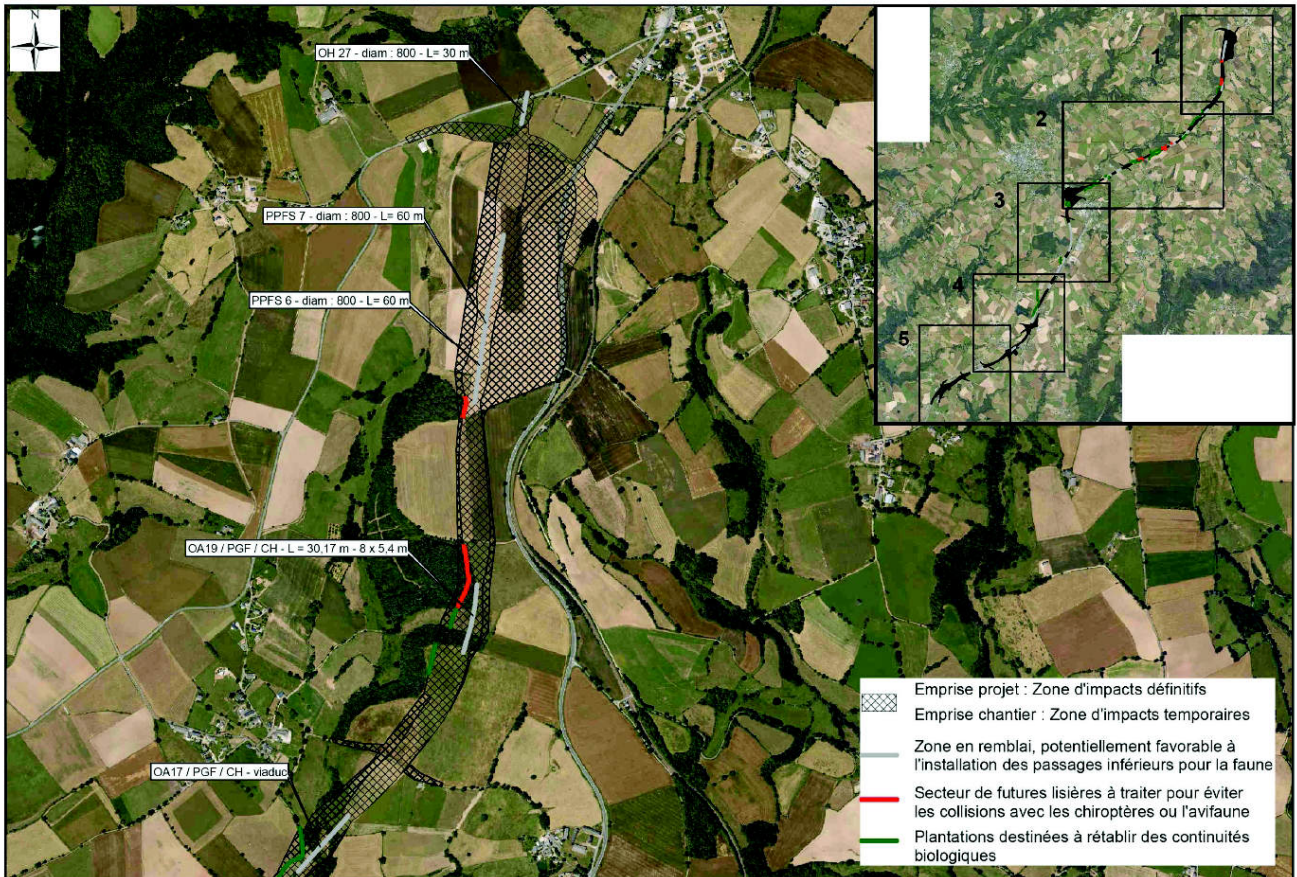 N
OH 27 - diam : 800 - L= 30 m
PPFS 7 - diam : 800 - L= 60 m
PPFS 6 - diam : 800 - L= 60 m
OA19 / PGF / CH - L = 30,17 m - 8 x 5,4 m
OA17 / PGF / CH - viaduc
1
2
3
4
5
Emprise projet : Zone d'impacts définitifs
Emprise chantier : Zone d'impacts temporaires
Zone en remblai, potentiellement favorable à
l'installation des passages inférieurs pour la faune
Secteur de futures lisières à traiter pour éviter
les collisions avec les chiroptères ou l'avifaune
Plantations destinées à rétablir des continuités
biologiques